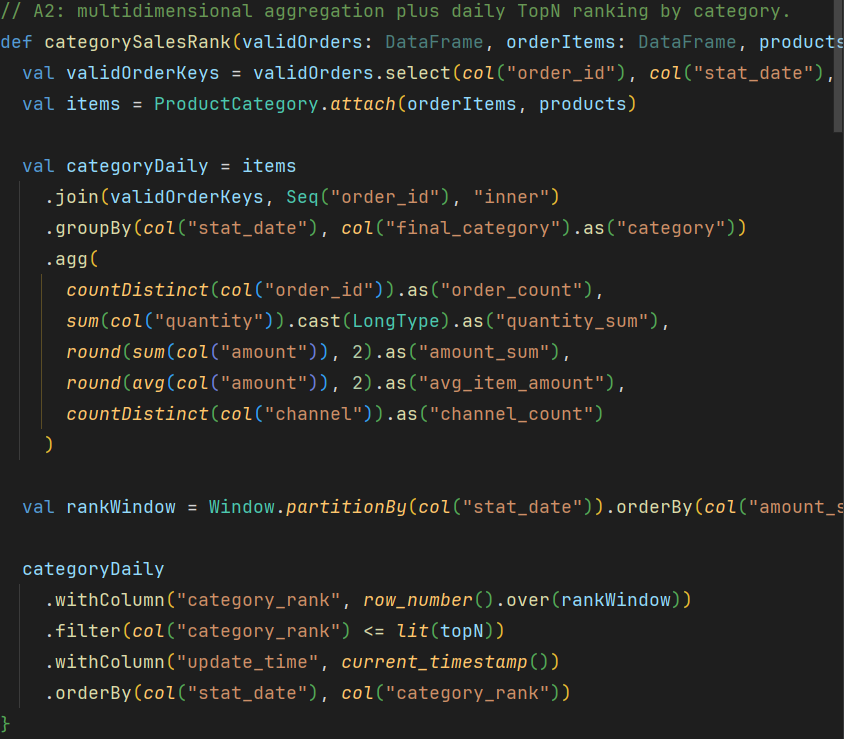 // A2: multidimensional aggregation plus daily TopN ranking by category.
def categorySalesRank(validOrders: DataFrame, orderItems: DataFrame, products
val validOrderKeys = validOrders.select(col("order_id"), col("stat_date"),
val items = ProductCategory.attach(orderItems, products)
val categoryDaily = items
.join(validOrderKeys, Seq("order_id"), "inner")
.groupBy(col("stat_date"), col("final_category").as("category"))
.agg(
countDistinct(col("order_id")).as("order_count"),
sum(col("quantity")).cast(LongType).as("quantity_sum"),
round(sum(col("amount")), 2).as("amount_sum"),
round(avg(col("amount")), 2).as("avg_item_amount"),
countDistinct(col("channel")).as("channel_count")
)
val rankWindow = Window.partitionBy(col("stat_date")).orderBy(col("amount_s
categoryDaily
.withColumn("category_rank", row_number().over(rankWindow))
.filter(col("category_rank") <= lit(topN))
.withColumn("update_time", current_timestamp())
.orderBy(col("stat_date"), col("category_rank"))
}